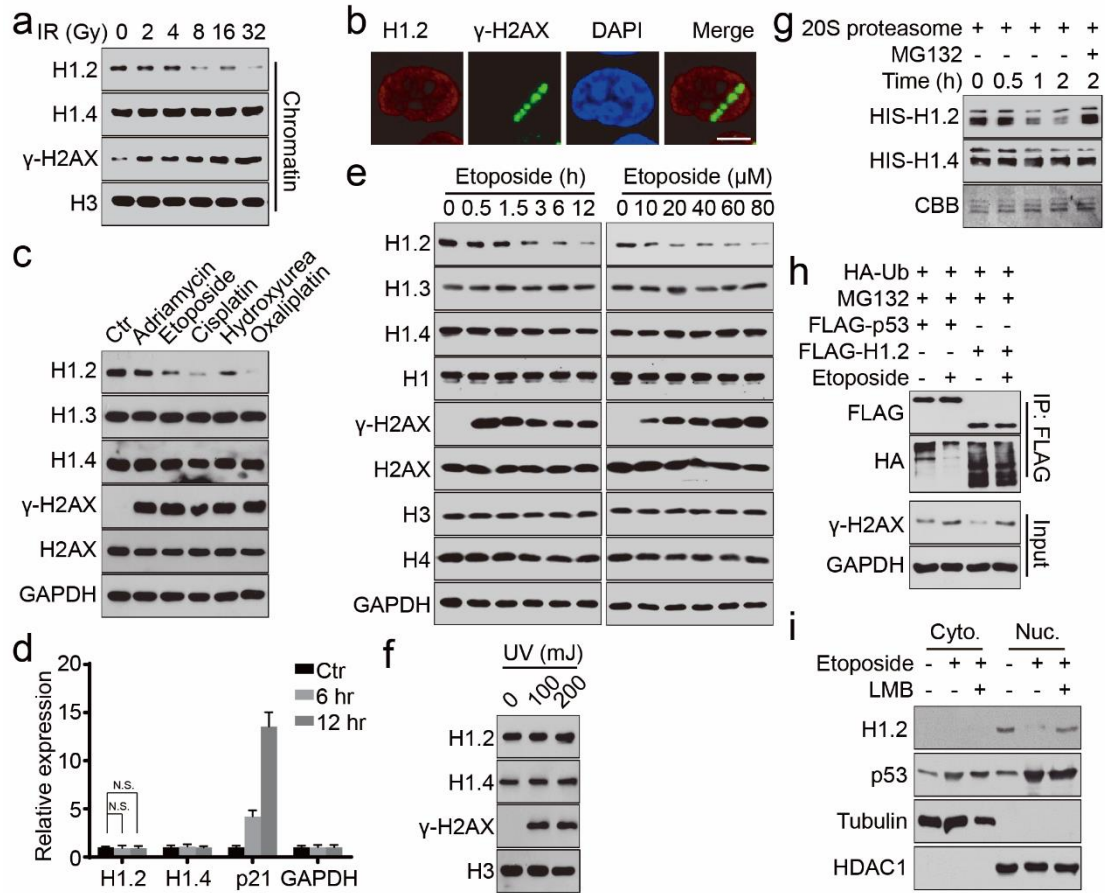 a
IR (Gy) 0 2 4 8 16 32
H1.2
H1.4
γ-H2AX
H3
Chromatin
b
H1.2 γ-H2AX DAPI Merge
c
Ctr
Adriamycin
Etoposide
Cisplatin
Hydroxyurea
Oxaliplatin
H1.2
H1.3
H1.4
γ-H2AX
H2AX
GAPDH
d
Relative expression
20
15
10
5
0
Ctr
6 hr
12 hr
N.S.
N.S.
H1.2 H1.4 p21 GAPDH
e
Etoposide (h) Etoposide (μM)
0 0.5 1.5 3 6 12 0 10 20 40 60 80
H1.2
H1.3
H1.4
H1
γ-H2AX
H2AX
H3
H4
GAPDH
f
UV (mJ)
0 100 200
H1.2
H1.4
γ-H2AX
H3
g
20S proteasome + + + + +
MG132 +
Time (h) 0 0.5 1 2 2
HIS-H1.2
HIS-H1.4
CBB
h
HA-Ub + + + +
MG132 + + + +
FLAG-p53 + + - -
FLAG-H1.2 - - + +
Etoposide - + - +
FLAG
HA
IP: FLAG
γ-H2AX
GAPDH
Input
i
Cyto. Nuc.
Etoposide - + + - + +
LMB - - + - - +
H1.2
p53
Tubulin
HDAC1